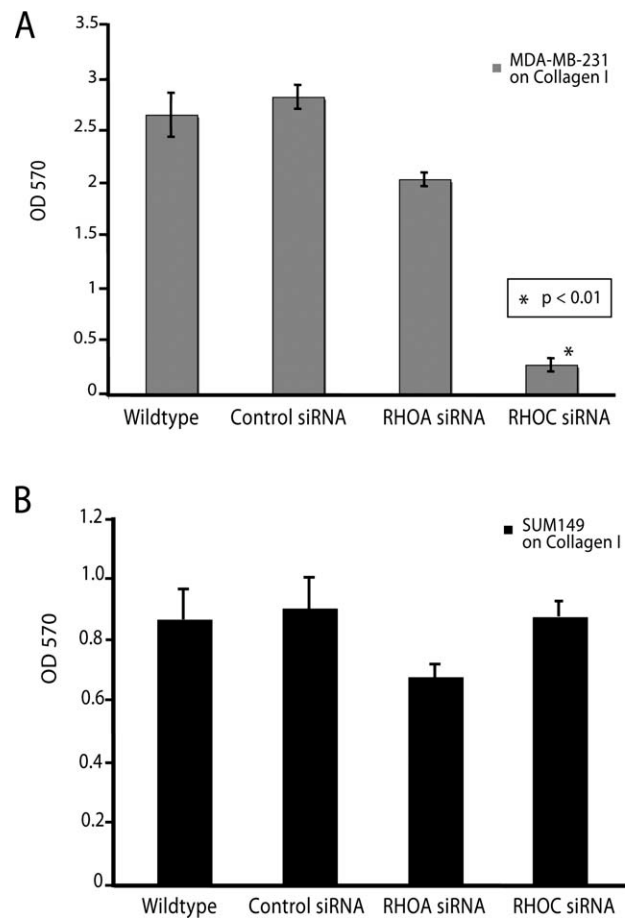 A
MDA-MB-231
on Collagen I
OD 570
3.5
3
2.5
2
1.5
1
0.5
0
* p < 0.01
*
Wildtype Control siRNA RHOA siRNA RHOC siRNA
B
SUM149
on Collagen I
OD 570
1.2
1.0
0.8
0.6
0.4
0.2
0
Wildtype Control siRNA RHOA siRNA RHOC siRNA